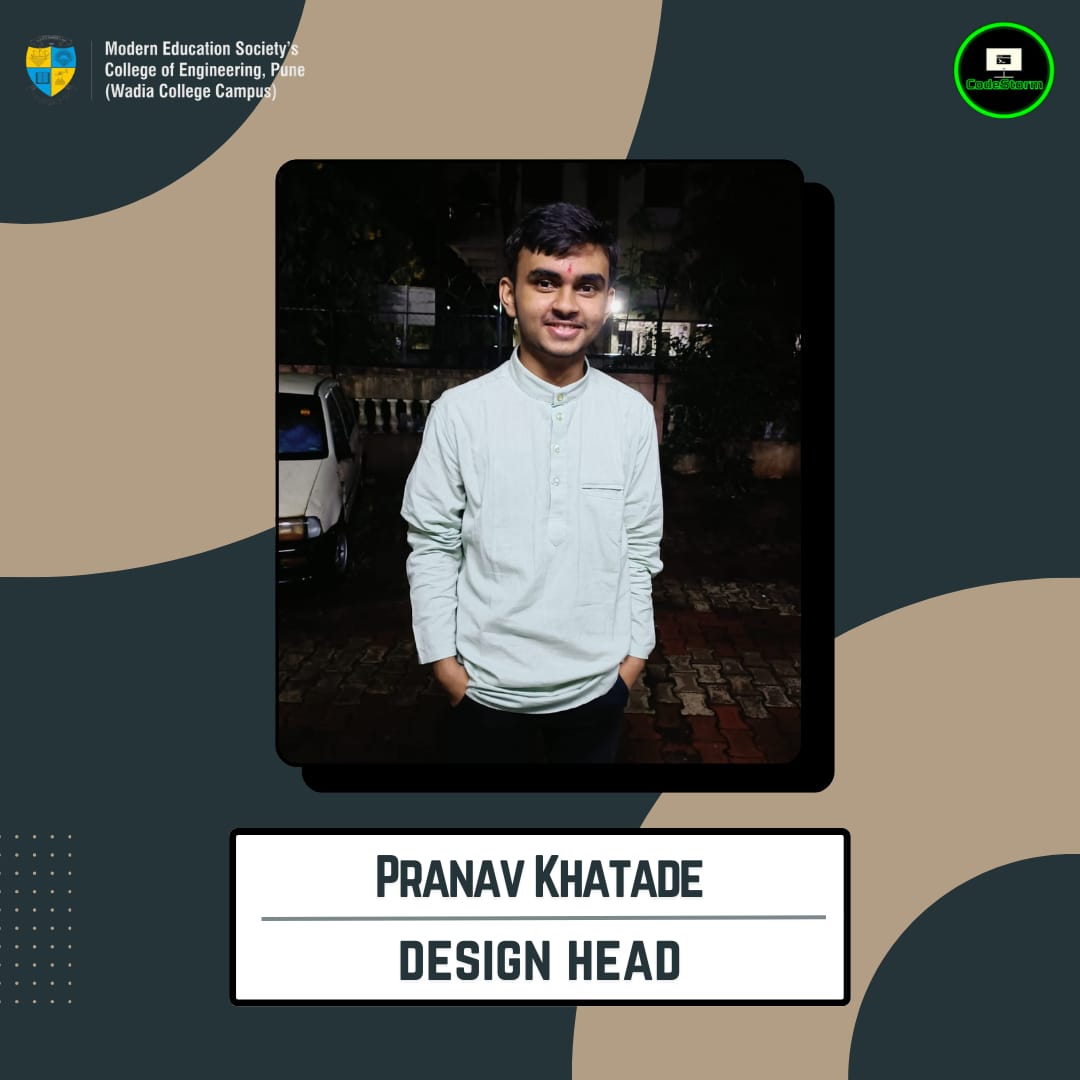 Modern Education Society's
College of Engineering, Pune
(Wadia College Campus)
CodeStorm
PRANAV KHATADE
DESIGN HEAD